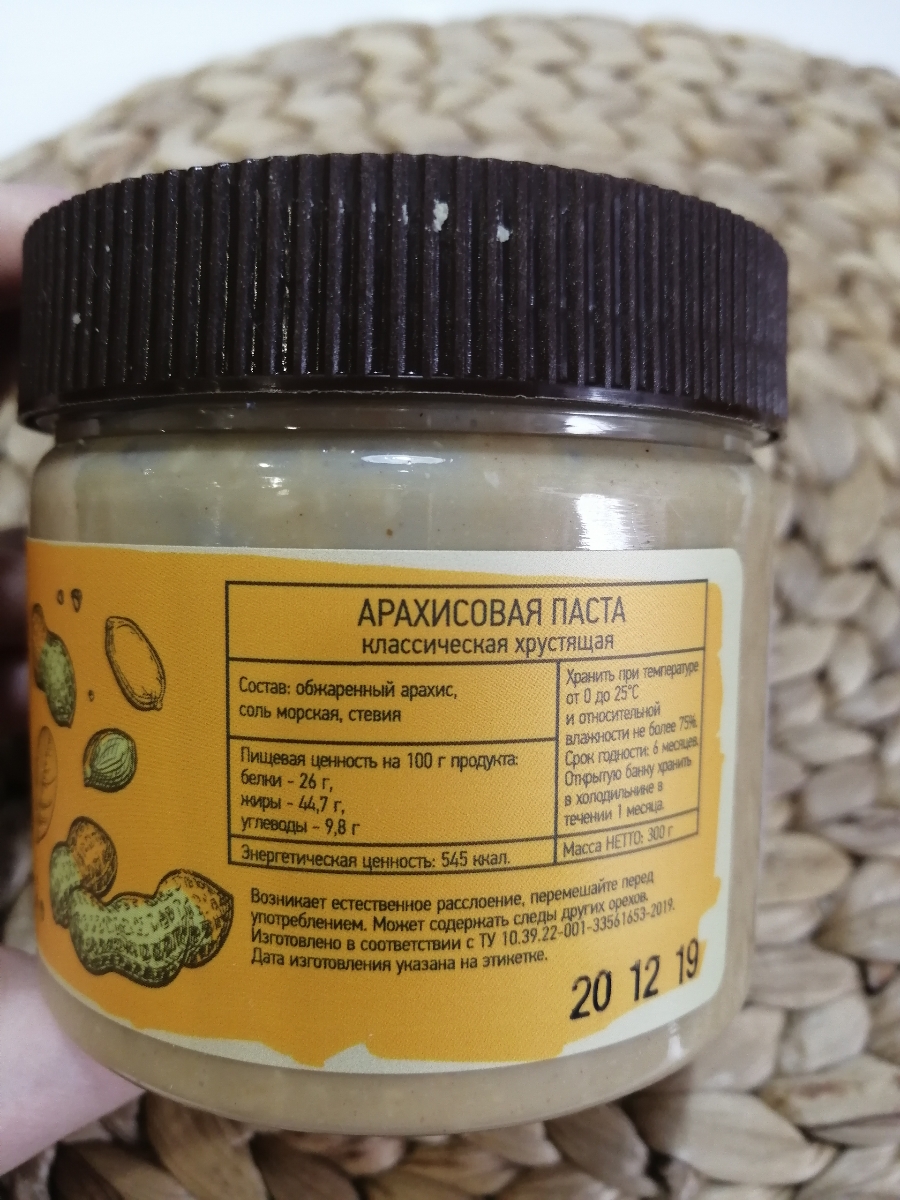 АРАХИСОВАЯ ПАСТА
классическая хрустящая
Состав: обжаренный арахис,
соль морская, стевия
Пищевая ценность на 100 г продукта:
белки - 26 г,
жиры - 44,7 г,
углеводы - 9,8 г
Энергетическая ценность: 545 ккал.
Хранить при температуре
от 0 до 25°С
и относительной
влажности не более 75%.
Срок годности: 6 месяцев.
Открытую банку хранить
в холодильнике в
течении 1 месяца.
Масса НЕТТО: 300 г
Возникает естественное расслоение, перемешайте перед
употреблением. Может содержать следы других орехов.
Изготовлено в соответствии с ТУ 10.39.22-001-33561653-2019.
Дата изготовления указана на этикетке.
20 12 19